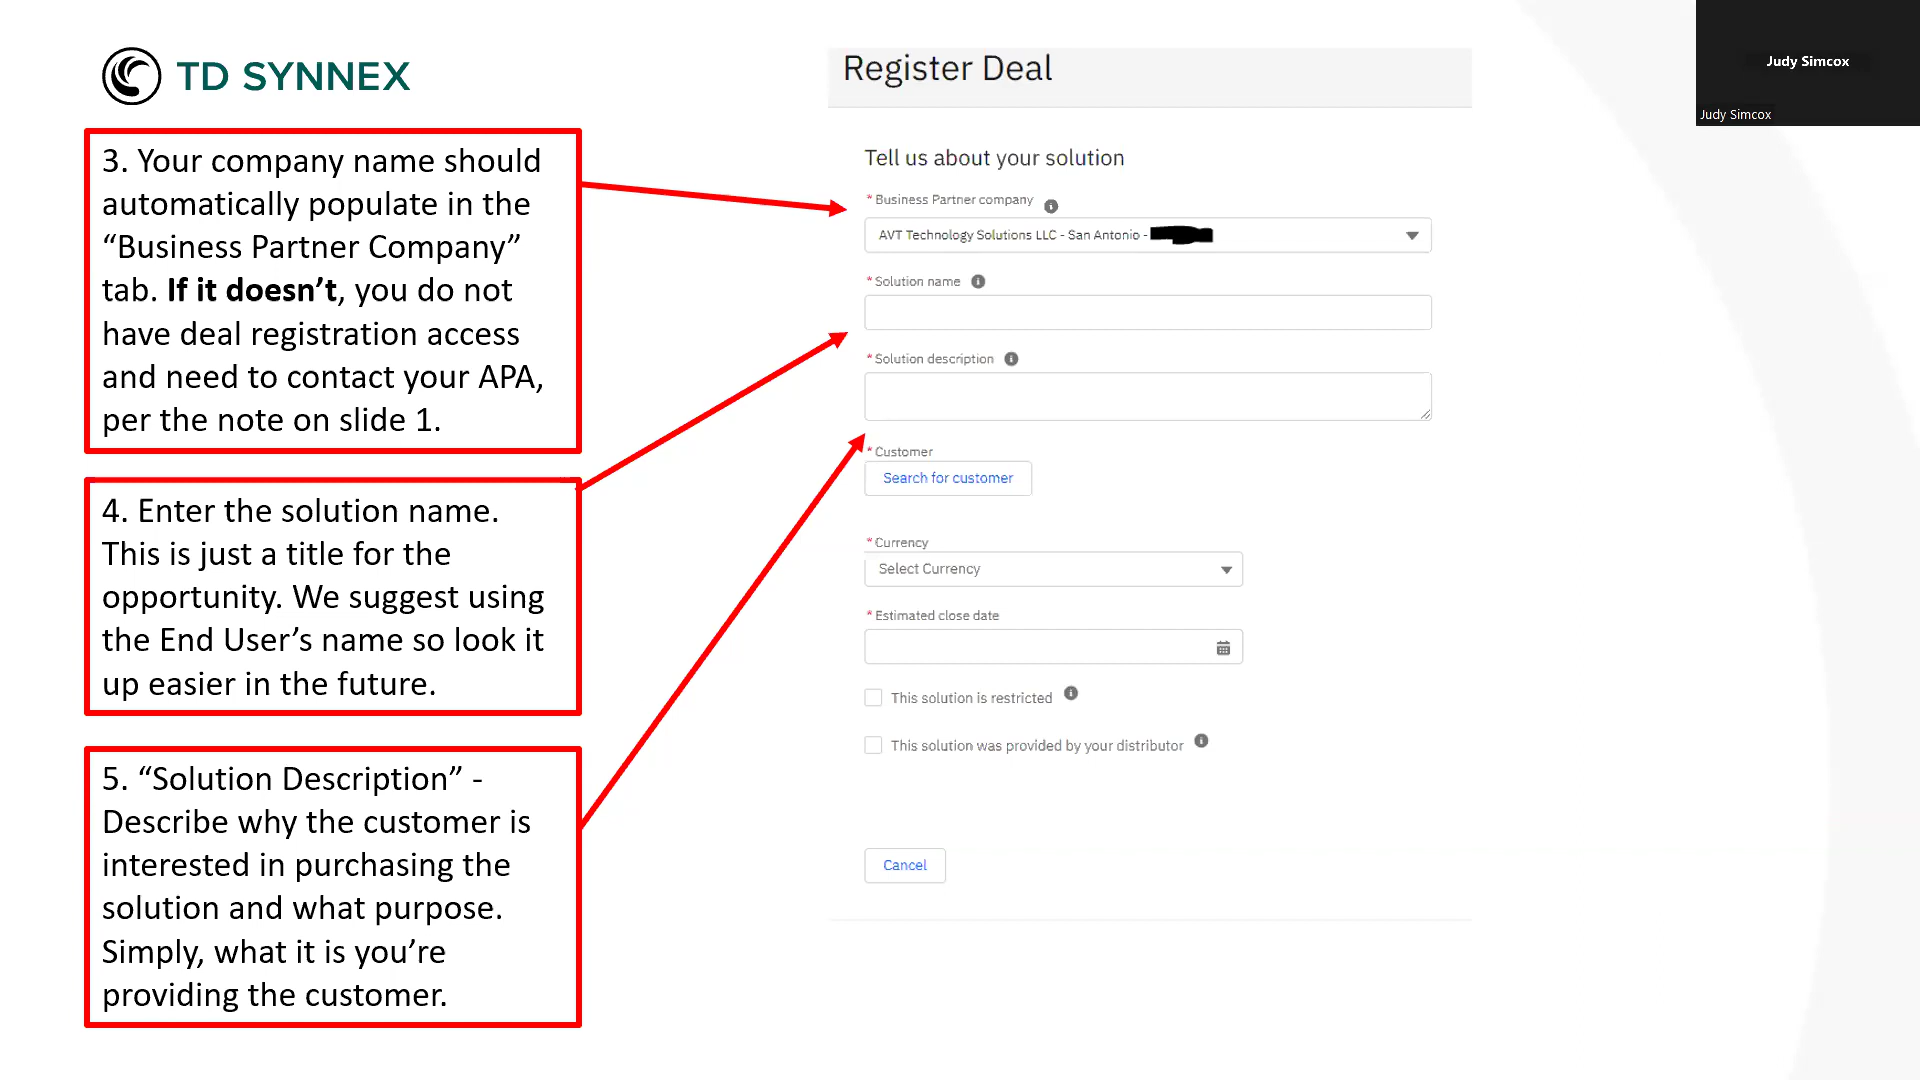 TD SYNNEX
3. Your company name should
automatically populate in the
“Business Partner Company”
tab. If it doesn’t, you do not
have deal registration access
and need to contact your APA,
per the note on slide 1.
4. Enter the solution name.
This is just a title for the
opportunity. We suggest using
the End User’s name so look it
up easier in the future.
5. “Solution Description” -
Describe why the customer is
interested in purchasing the
solution and what purpose.
Simply, what it is you’re
providing the customer.
Register Deal
Tell us about your solution
* Business Partner company
AVT Technology Solutions LLC - San Antonio -
* Solution name
* Solution description
* Customer
Search for customer
* Currency
Select Currency
* Estimated close date
This solution is restricted
This solution was provided by your distributor
Cancel
Judy Simcox
Judy Simcox